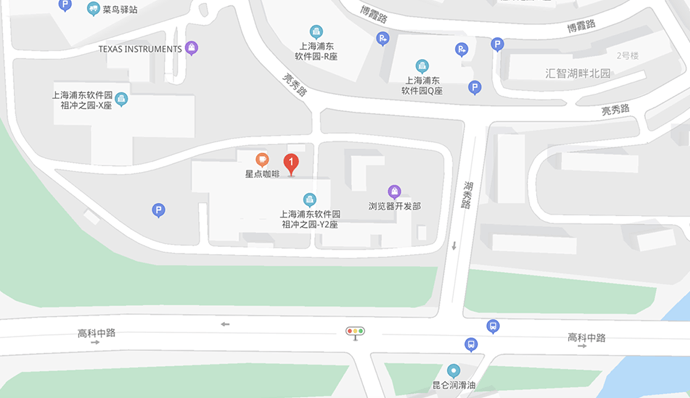 菜鸟驿站
博霞路
博霞路
TEXAS INSTRUMENTS
上海浦东
软件园-R座
2号楼
汇智湖畔北园
上海浦东
软件园Q座
亮秀路
上海浦东软件园
祖冲之园-X座
亮秀路
1
星点咖啡
湖秀路
浏览器开发部
上海浦东软件园
祖冲之园-Y2座
高科中路
高科中路
昆仑润滑油
P
P
P
P
P
P